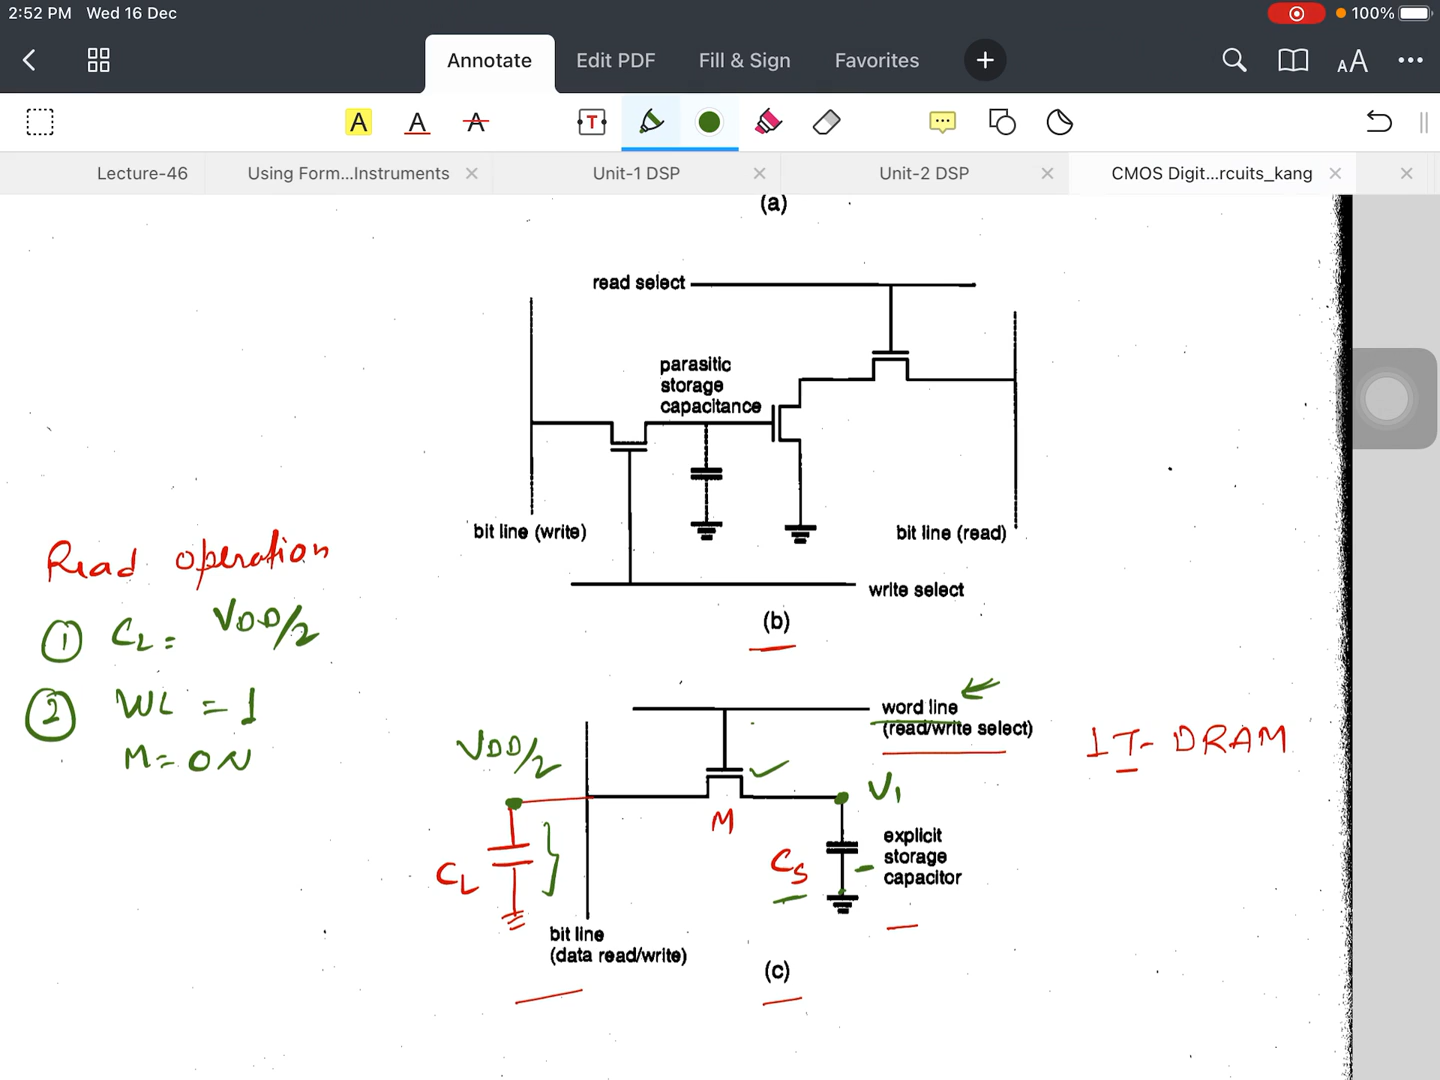 2:52 PM Wed 16 Dec
100%
Annotate Edit PDF Fill & Sign Favorites +
AA
A A A T
Lecture-46 Using Form...Instruments Unit-1 DSP Unit-2 DSP CMOS Digit...rcuits_kang
(a)
read select
parasitic
storage
capacitance
bit line (write)
bit line (read)
write select
(b)
Read operation
① CL = VDD/2
② WL = 1
M = ON
word line
(read/write select)
1T- DRAM
VDD/2
V1
M
CL
CS
explicit
storage
capacitor
bit line
(data read/write)
(c)